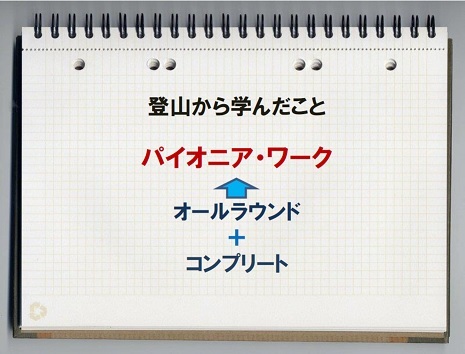 登山から学んだこと
パイオニア・ワーク
オールラウンド
+
コンプリート